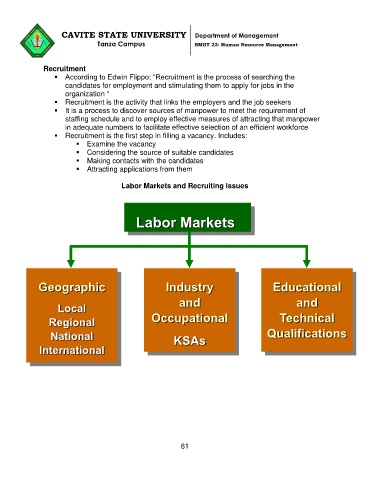 CAVITE STATE UNIVERSITY
Tanza Campus
Department of Management
BMGT 23: Human Resource Management
Recruitment
▪ According to Edwin Flippo: “Recruitment is the process of searching the
candidates for employment and stimulating them to apply for jobs in the
organization “
▪ Recruitment is the activity that links the employers and the job seekers
▪ It is a process to discover sources of manpower to meet the requirement of
staffing schedule and to employ effective measures of attracting that manpower
in adequate numbers to facilitate effective selection of an efficient workforce
▪ Recruitment is the first step in filling a vacancy. Includes:
▪ Examine the vacancy
▪ Considering the source of suitable candidates
▪ Making contacts with the candidates
▪ Attracting applications from them
Labor Markets and Recruiting Issues
Labor Markets
Geographic
Local
Regional
National
International
Industry
and
Occupational
KSAs
Educational
and
Technical
Qualifications
61